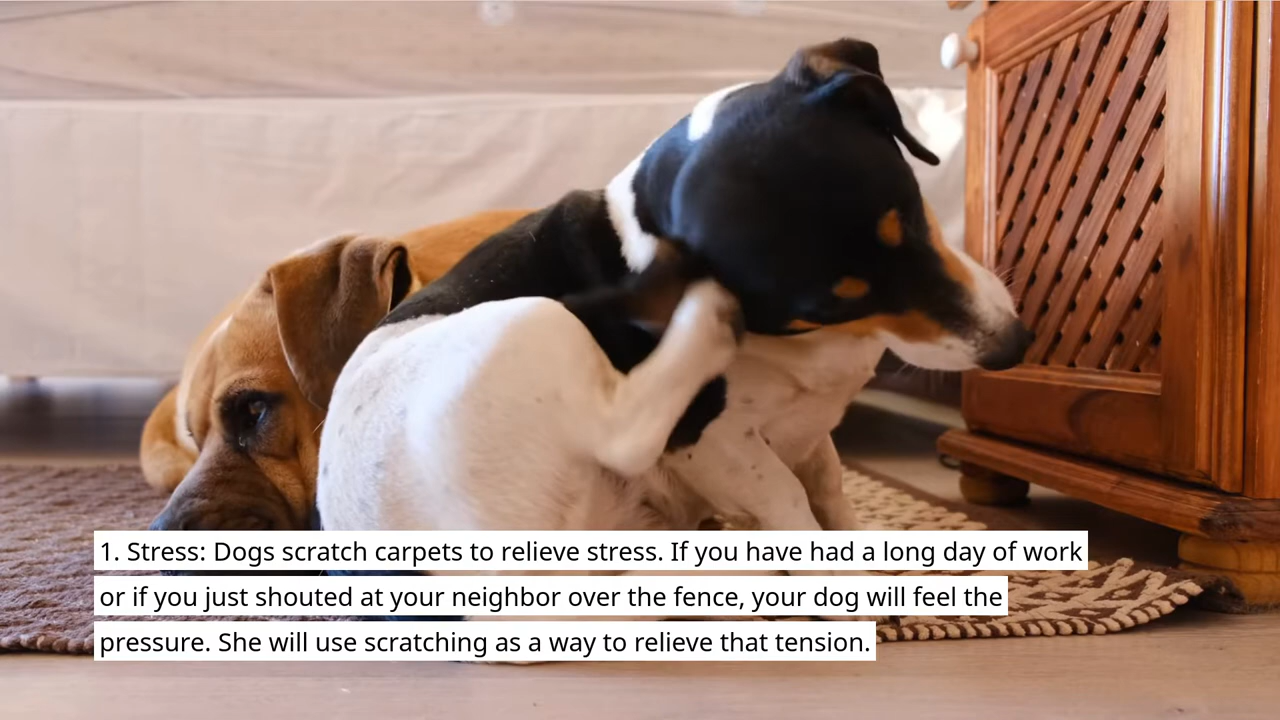 1. Stress: Dogs scratch carpets to relieve stress. If you have had a long day of work
or if you just shouted at your neighbor over the fence, your dog will feel the
pressure. She will use scratching as a way to relieve that tension.